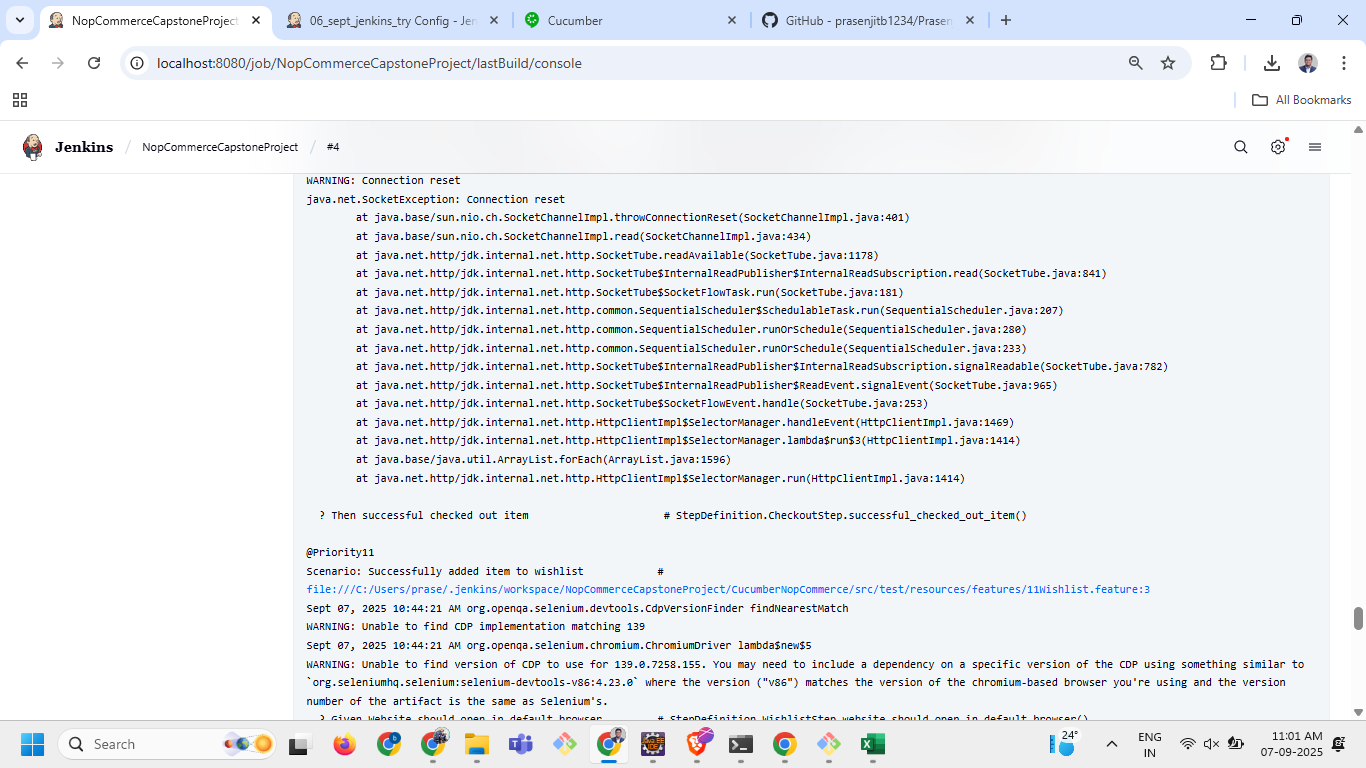 NopCommerceCapstoneProject
06_sept_jenkins_try Config - Jen
Cucumber
GitHub - prasenjitb1234/Prasen
localhost:8080/job/NopCommerceCapstoneProject/lastBuild/console
All Bookmarks
Jenkins / NopCommerceCapstoneProject / #4
WARNING: Connection reset
java.net.SocketException: Connection reset
at java.base/sun.nio.ch.SocketChannelImpl.throwConnectionReset(SocketChannelImpl.java:401)
at java.base/sun.nio.ch.SocketChannelImpl.read(SocketChannelImpl.java:434)
at java.net.http/jdk.internal.net.http.SocketTube.readAvailable(SocketTube.java:1178)
at java.net.http/jdk.internal.net.http.SocketTube$InternalReadPublisher$InternalReadSubscription.read(SocketTube.java:841)
at java.net.http/jdk.internal.net.http.SocketTube$SocketFlowTask.run(SocketTube.java:181)
at java.net.http/jdk.internal.net.http.common.SequentialScheduler$SchedulableTask.run(SequentialScheduler.java:207)
at java.net.http/jdk.internal.net.http.common.SequentialScheduler.runOrSchedule(SequentialScheduler.java:280)
at java.net.http/jdk.internal.net.http.common.SequentialScheduler.runOrSchedule(SequentialScheduler.java:233)
at java.net.http/jdk.internal.net.http.SocketTube$InternalReadPublisher$InternalReadSubscription.signalReadable(SocketTube.java:782)
at java.net.http/jdk.internal.net.http.SocketTube$InternalReadPublisher$ReadEvent.signalEvent(SocketTube.java:965)
at java.net.http/jdk.internal.net.http.SocketTube$SocketFlowEvent.handle(SocketTube.java:253)
at java.net.http/jdk.internal.net.http.HttpClientImpl$SelectorManager.handleEvent(HttpClientImpl.java:1469)
at java.net.http/jdk.internal.net.http.HttpClientImpl$SelectorManager.lambda$run$3(HttpClientImpl.java:1414)
at java.base/java.util.ArrayList.forEach(ArrayList.java:1596)
at java.net.http/jdk.internal.net.http.HttpClientImpl$SelectorManager.run(HttpClientImpl.java:1414)
? Then successful checked out item # StepDefinition.CheckoutStep.successful_checked_out_item()
@Priority11
Scenario: Successfully added item to wishlist #
file:///C:/Users/prase/.jenkins/workspace/NopCommerceCapstoneProject/CucumberNopCommerce/src/test/resources/features/11Wishlist.feature:3
Sept 07, 2025 10:44:21 AM org.openqa.selenium.devtools.CdpVersionFinder findNearestMatch
WARNING: Unable to find CDP implementation matching 139
Sept 07, 2025 10:44:21 AM org.openqa.selenium.chromium.ChromiumDriver lambda$new$5
WARNING: Unable to find version of CDP to use for 139.0.7258.155. You may need to include a dependency on a specific version of the CDP using something similar to
`org.seleniumhq.selenium:selenium-devtools-v86:4.23.0` where the version ("v86") matches the version of the chromium-based browser you're using and the version
number of the artifact is the same as Selenium's.
? Given Website should open in default browser # StepDefinition.WishlistStep.website_should_open_in_default_browser()
Search
24°
ENG
IN
11:01 AM
07-09-2025